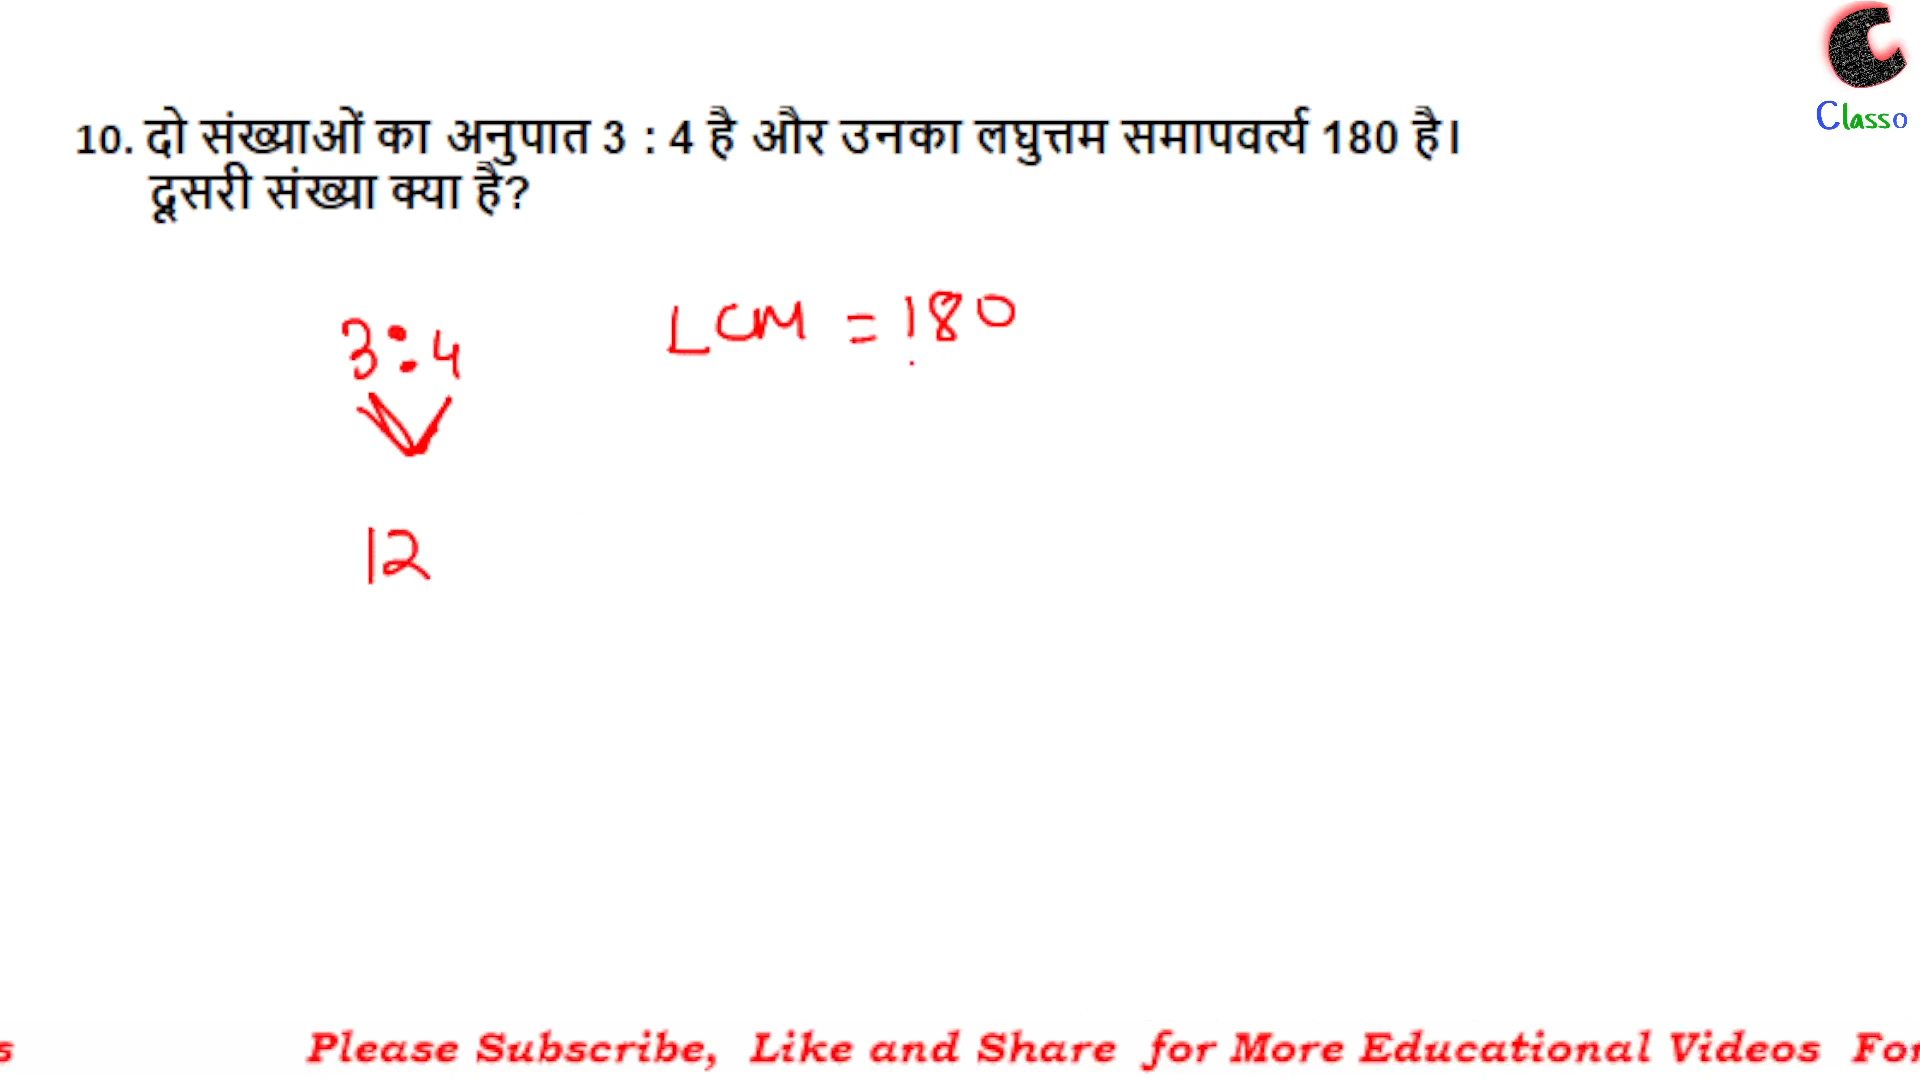 Classo
10. दो संख्याओं का अनुपात 3 : 4 है और उनका लघुत्तम समापवर्त्य 180 है।
दूसरी संख्या क्या है?
3:4 LCM = 180
12
s Please Subscribe, Like and Share for More Educational Videos For